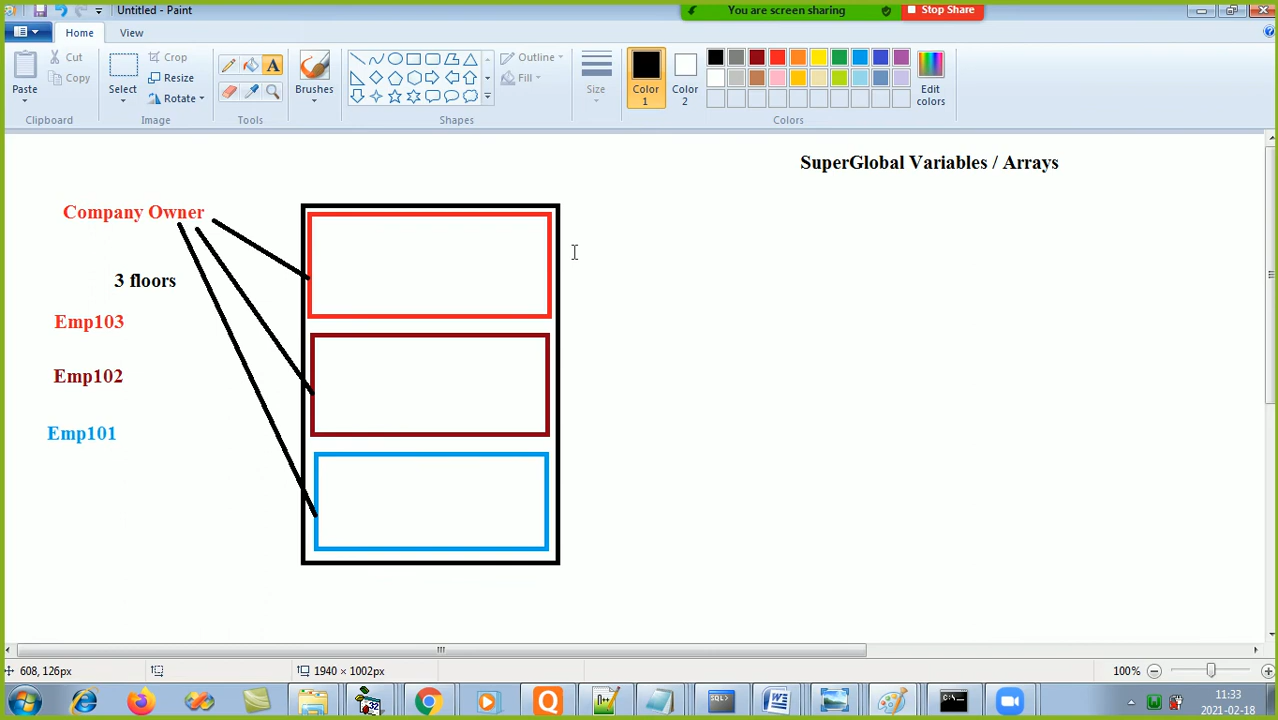 Untitled - Paint
You are screen sharing
Stop Share
Home
View
Paste
Cut
Copy
Clipboard
Select
Crop
Resize
Rotate
Image
A
Tools
Brushes
Outline
Fill
Shapes
Size
Color 1
Color 2
Edit colors
Colors
SuperGlobal Variables / Arrays
Company Owner
3 floors
Emp103
Emp102
Emp101
608, 126px
1940 × 1002px
100%
32
Q
N++
SQL>
W
C:\.
11:33
2021-02-18